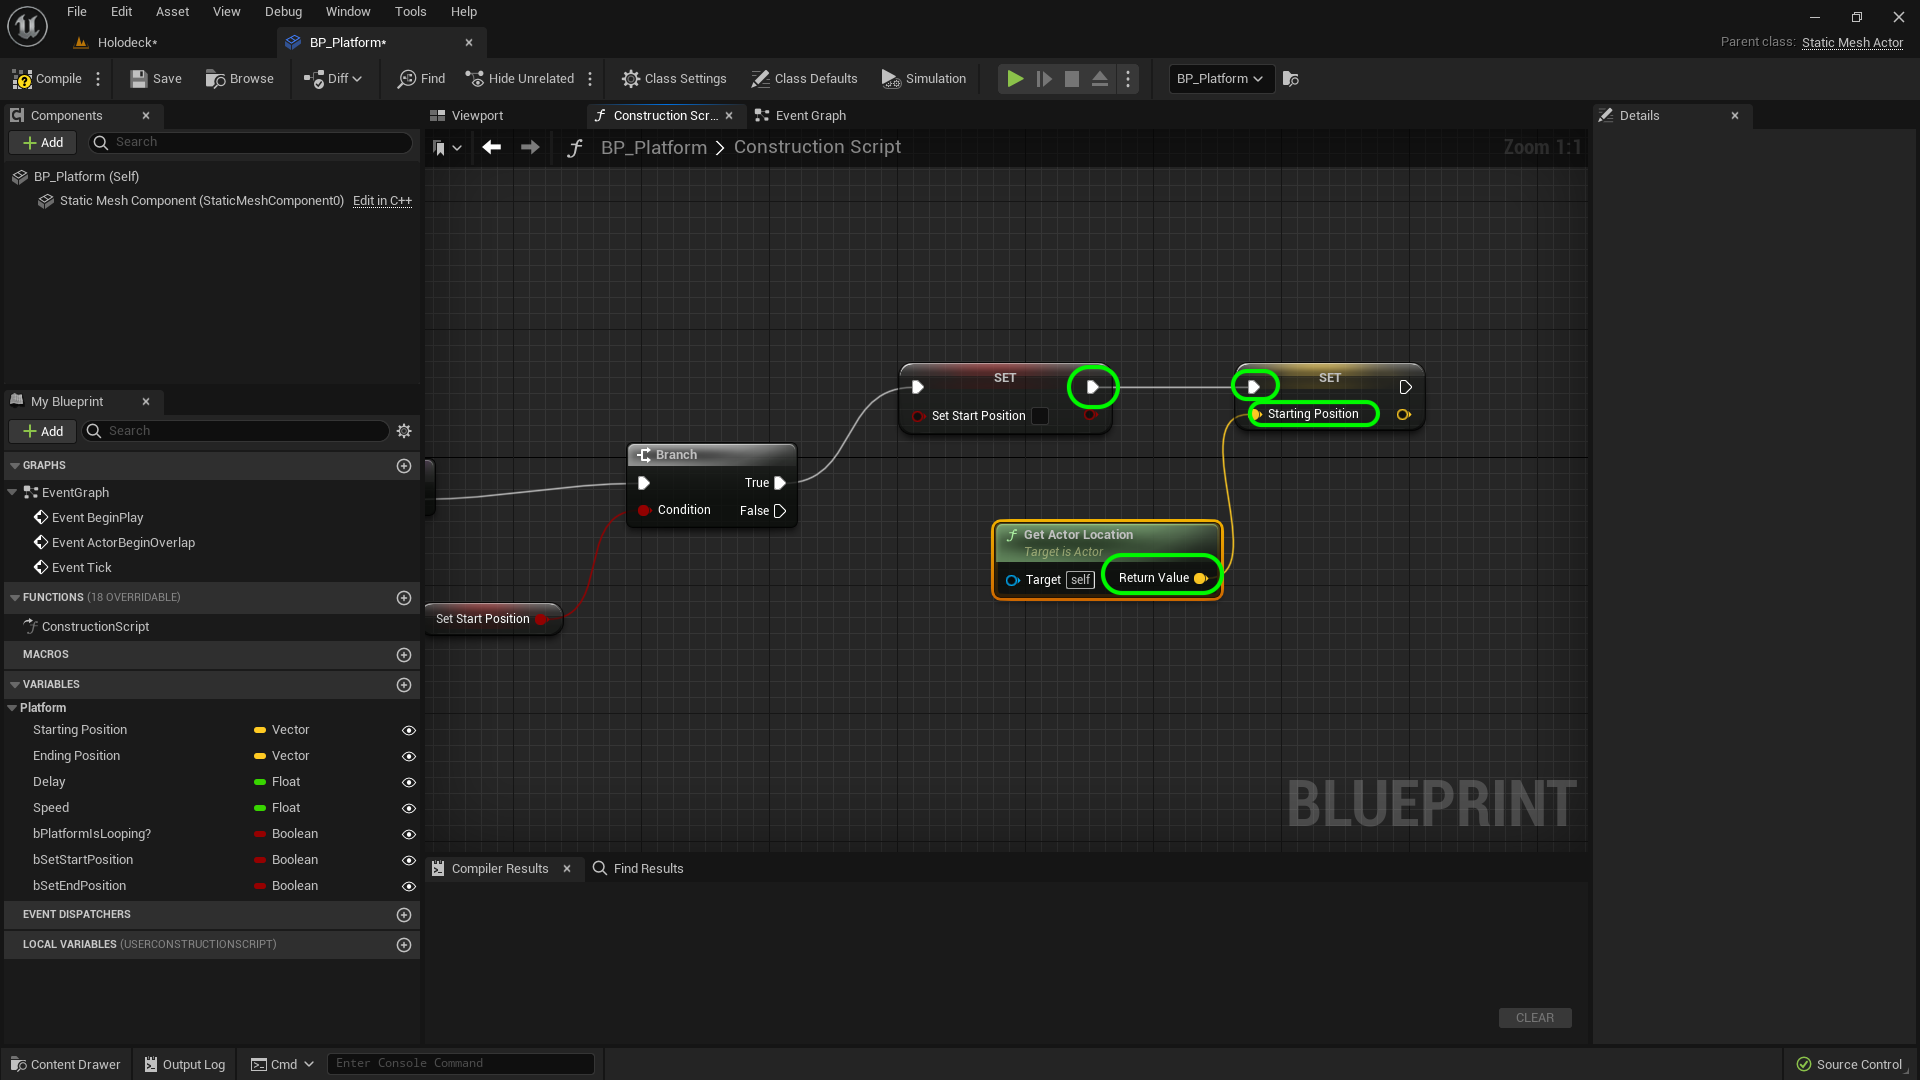 File Edit Asset View Debug Window Tools Help
Holodeck*
BP_Platform*
Parent class: Static Mesh Actor
Compile Save Browse Diff Find Hide Unrelated Class Settings Class Defaults Simulation BP_Platform
Components
Viewport
Construction Scr...
Event Graph
Details
Add
Search
BP_Platform > Construction Script
Zoom 1:1
BP_Platform (Self)
Static Mesh Component (StaticMeshComponent0) Edit in C++
SET
Set Start Position
SET
Starting Position
Branch
True
Condition
False
Get Actor Location
Target is Actor
Target self
Return Value
Set Start Position
My Blueprint
Add
Search
GRAPHS
EventGraph
Event BeginPlay
Event ActorBeginOverlap
Event Tick
FUNCTIONS (18 OVERRIDABLE)
ConstructionScript
MACROS
VARIABLES
Platform
Starting Position Vector
Ending Position Vector
Delay Float
Speed Float
bPlatformIsLooping? Boolean
bSetStartPosition Boolean
bSetEndPosition Boolean
EVENT DISPATCHERS
LOCAL VARIABLES (USERCONSTRUCTIONSCRIPT)
BLUEPRINT
Compiler Results
Find Results
CLEAR
Content Drawer Output Log Cmd Enter Console Command Source Control